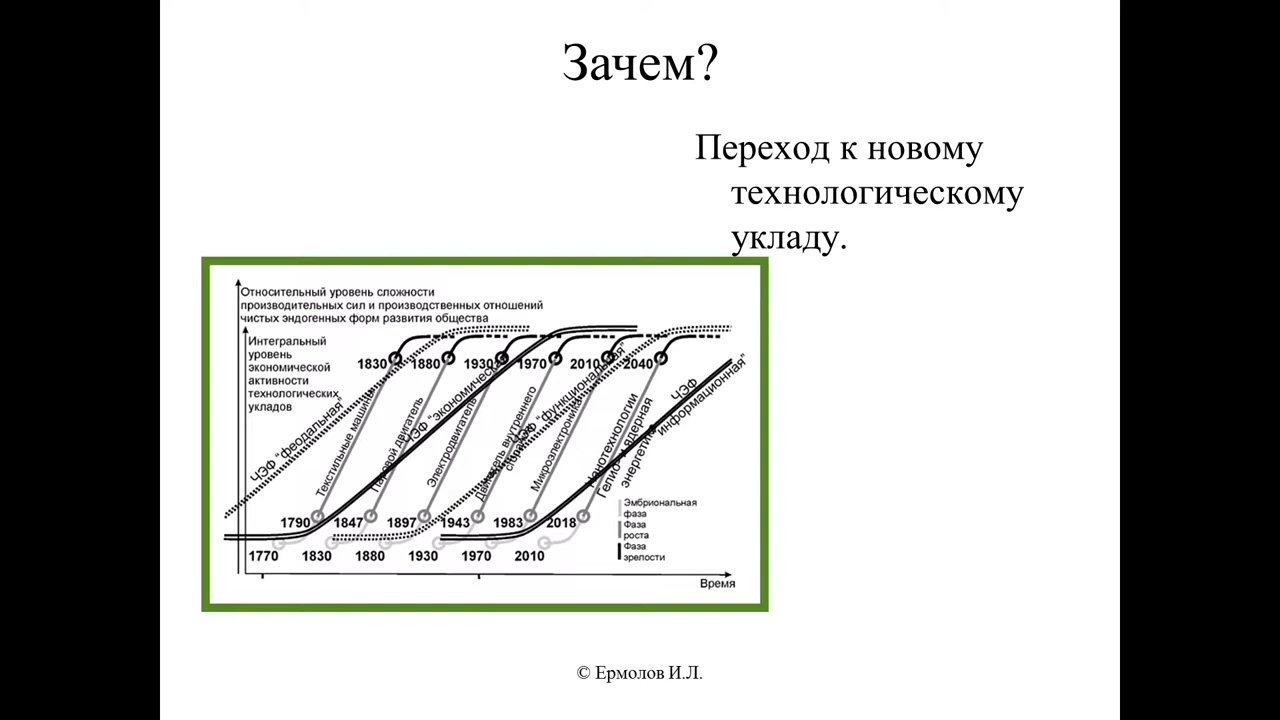 Зачем?
Переход к новому
технологическому
укладу.
Относительный уровень сложности
производительных сил и производственных отношений
чистых эндогенных форм развития общества
Интегральный
уровень
экономической
активности
технологических
укладов
1830
1880
1930
1970
2010
2040
ЧЭФ "феодальная"
Текстильные машины
Паровой двигатель
ЧЭФ "экономическая"
Электродвигатель
Двигатель внутреннего
сгорания
ЧЭФ "функциональная"
Микроэлектроника
Нанотехнологии
Гелио- и ядерная
энергетика
ЧЭФ
информационная"
1790
1847
1897
1943
1983
2018
1770
1830
1880
1930
1970
2010
Эмбриональная
фаза
Фаза
роста
Фаза
зрелости
Время
© Ермолов И.Л.